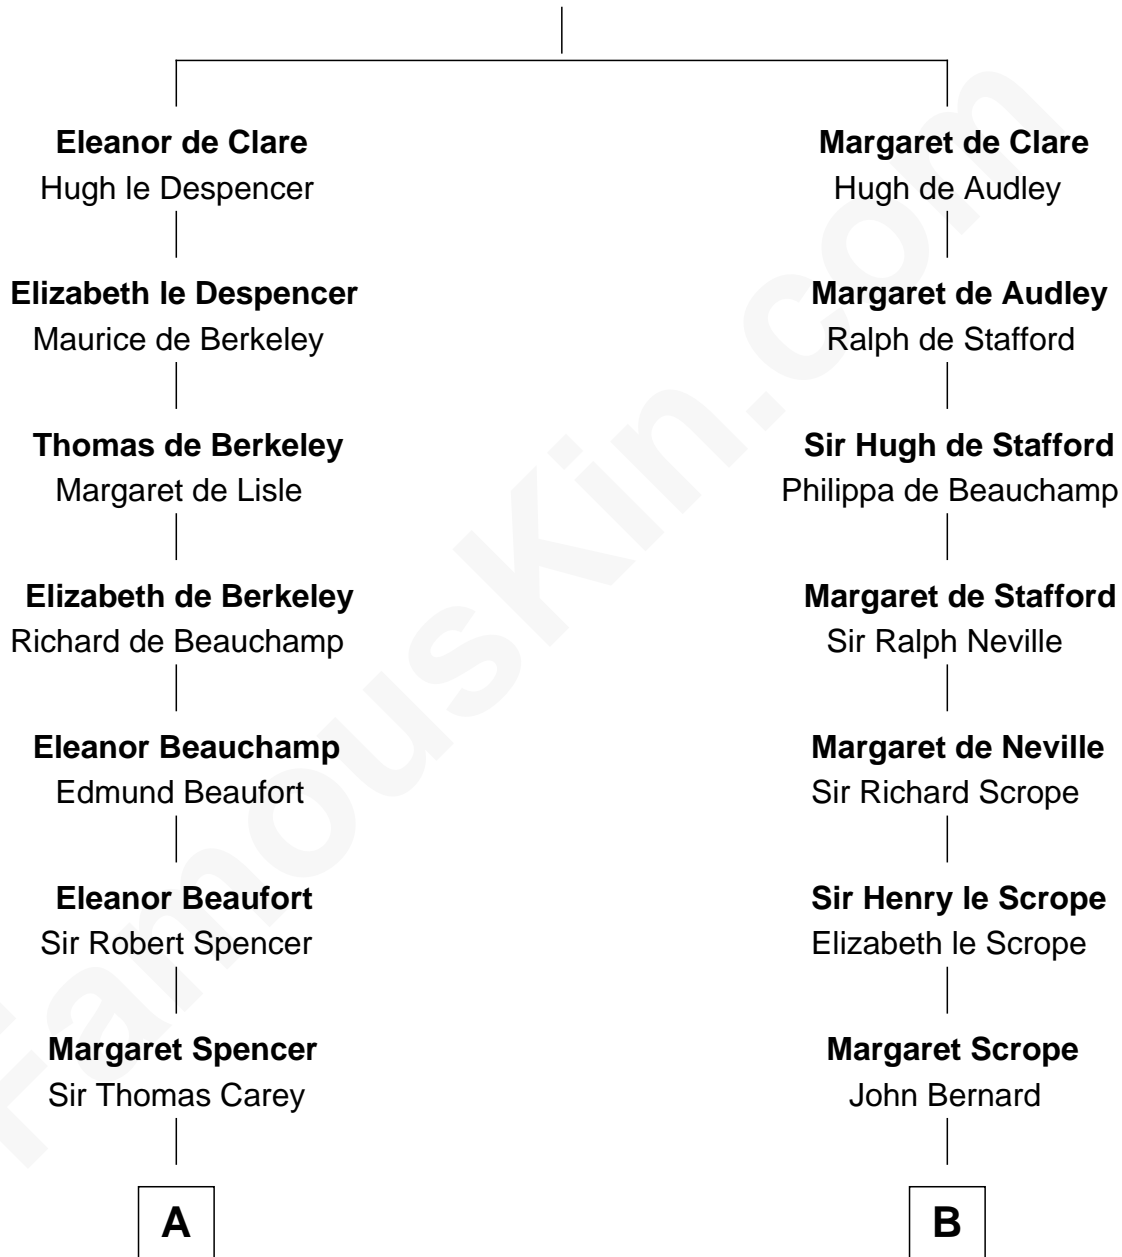 Eleanor de Clare
Hugh le Despencer
Elizabeth le Despencer
Maurice de Berkeley
Thomas de Berkeley
Margaret de Lisle
Elizabeth de Berkeley
Richard de Beauchamp
Eleanor Beauchamp
Edmund Beaufort
Eleanor Beaufort
Sir Robert Spencer
Margaret Spencer
Sir Thomas Carey
A
Margaret de Clare
Hugh de Audley
Margaret de Audley
Ralph de Stafford
Sir Hugh de Stafford
Philippa de Beauchamp
Margaret de Stafford
Sir Ralph Neville
Margaret de Neville
Sir Richard Scrope
Sir Henry le Scrope
Elizabeth le Scrope
Margaret Scrope
John Bernard
B
FamousKin.com